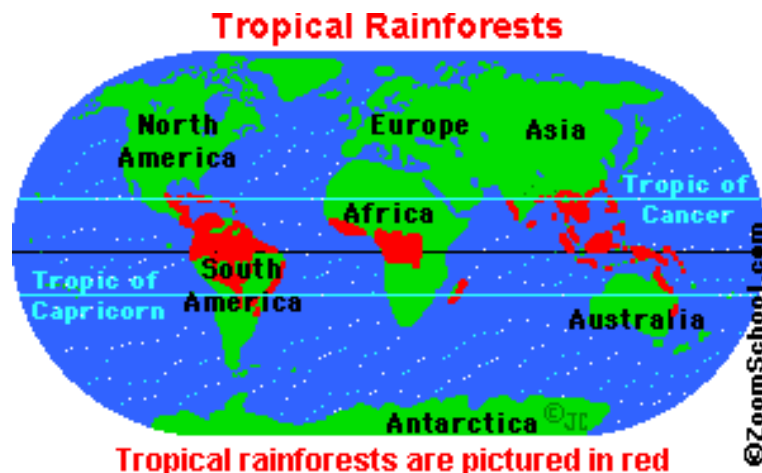 Tropical Rainforests
North
America
Europe
Asia
Tropic of
Cancer
Africa
South
America
Tropic of
Capricorn
Australia
Antarctica
©JC
©ZoomSchool.com
Tropical rainforests are pictured in red